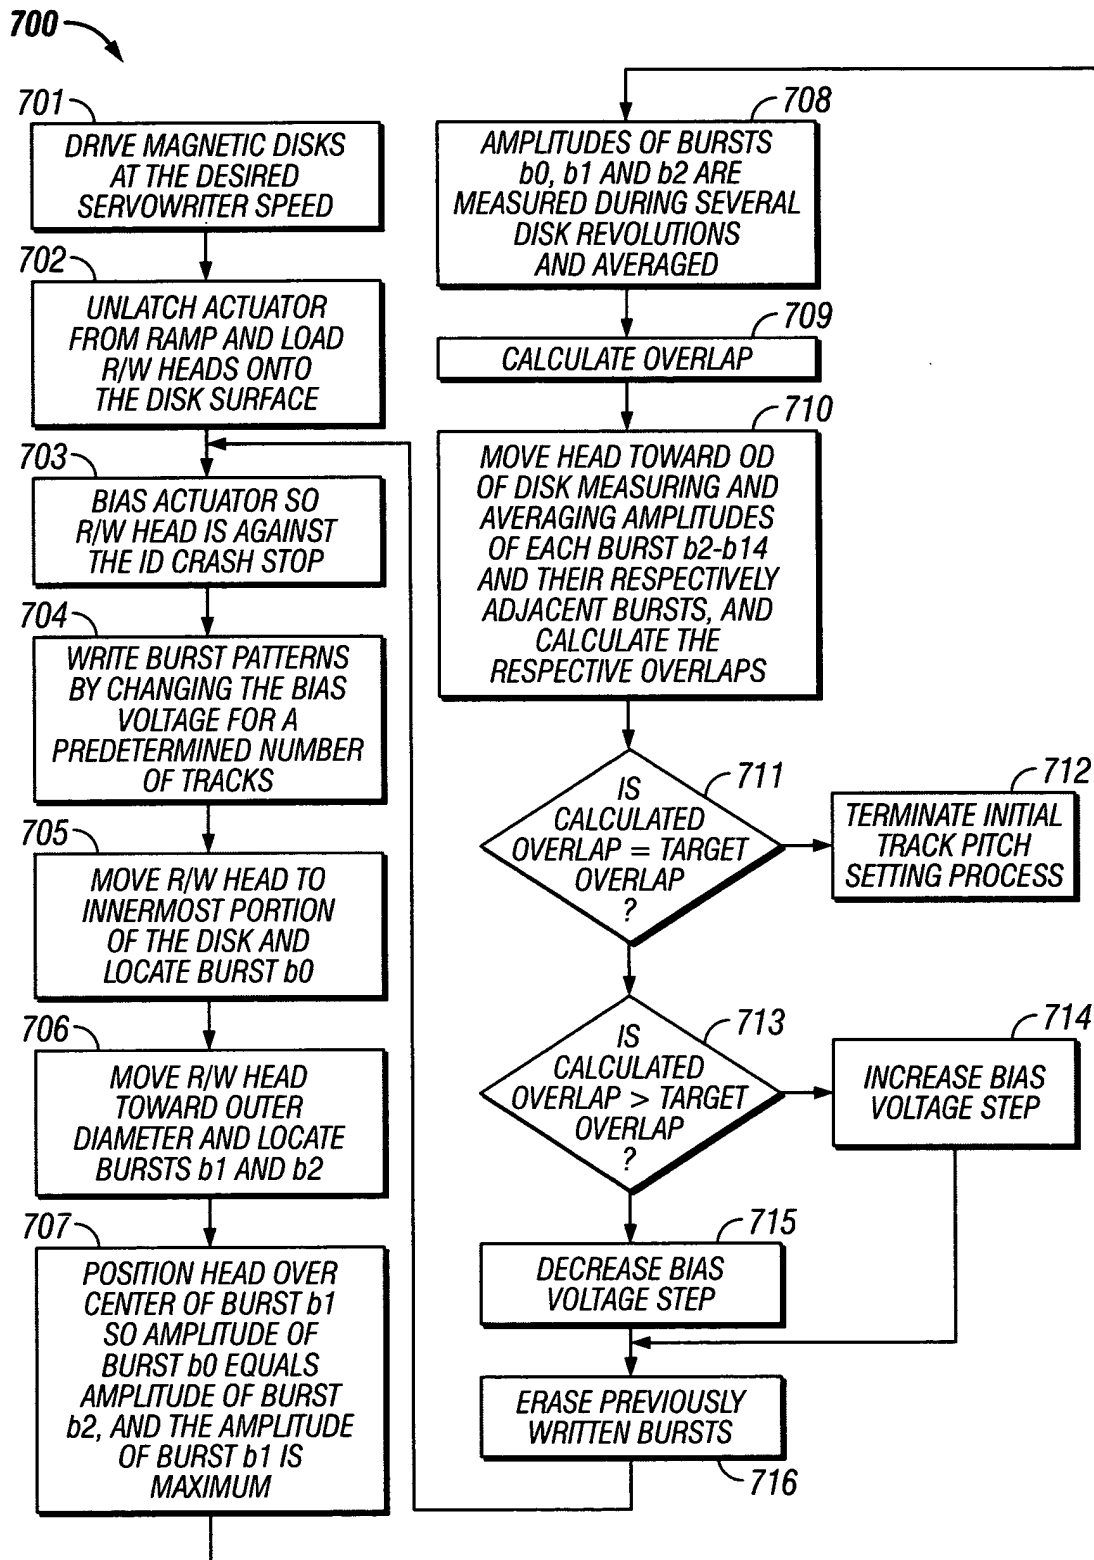 700
701
DRIVE MAGNETIC DISKS
AT THE DESIRED
SERVOWRITER SPEED
702
UNLATCH ACTUATOR
FROM RAMP AND LOAD
R/W HEADS ONTO
THE DISK SURFACE
703
BIAS ACTUATOR SO
R/W HEAD IS AGAINST
THE ID CRASH STOP
704
WRITE BURST PATTERNS
BY CHANGING THE BIAS
VOLTAGE FOR A
PREDETERMINED NUMBER
OF TRACKS
705
MOVE R/W HEAD TO
INNERMOST PORTION
OF THE DISK AND
LOCATE BURST b0
706
MOVE R/W HEAD
TOWARD OUTER
DIAMETER AND LOCATE
BURSTS b1 AND b2
707
POSITION HEAD OVER
CENTER OF BURST b1
SO AMPLITUDE OF
BURST b0 EQUALS
AMPLITUDE OF BURST
b2, AND THE AMPLITUDE
OF BURST b1 IS
MAXIMUM
708
AMPLITUDES OF BURSTS
b0, b1 AND b2 ARE
MEASURED DURING SEVERAL
DISK REVOLUTIONS
AND AVERAGED
709
CALCULATE OVERLAP
710
MOVE HEAD TOWARD OD
OF DISK MEASURING AND
AVERAGING AMPLITUDES
OF EACH BURST b2-b14
AND THEIR RESPECTIVELY
ADJACENT BURSTS, AND
CALCULATE THE
RESPECTIVE OVERLAPS
711
IS
CALCULATED
OVERLAP = TARGET
OVERLAP
?
712
TERMINATE INITIAL
TRACK PITCH
SETTING PROCESS
713
IS
CALCULATED
OVERLAP > TARGET
OVERLAP
?
714
INCREASE BIAS
VOLTAGE STEP
715
DECREASE BIAS
VOLTAGE STEP
ERASE PREVIOUSLY
WRITTEN BURSTS
716